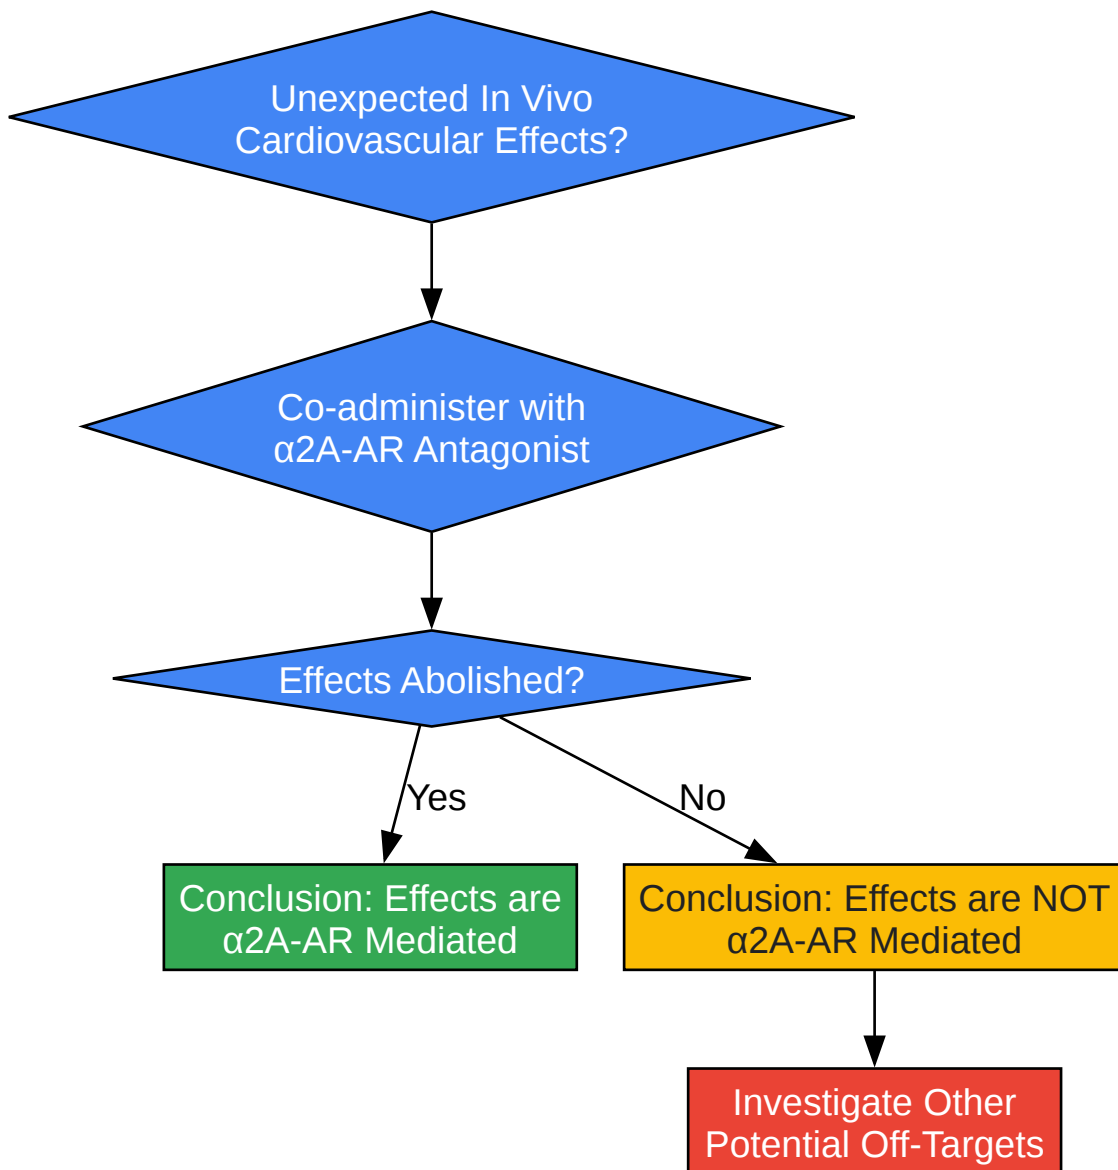 Unexpected In Vivo
Cardiovascular Effects?
Co-administer with
α2A-AR Antagonist
Effects Abolished?
Yes
No
Conclusion: Effects are
α2A-AR Mediated
Conclusion: Effects are NOT
α2A-AR Mediated
Investigate Other
Potential Off-Targets